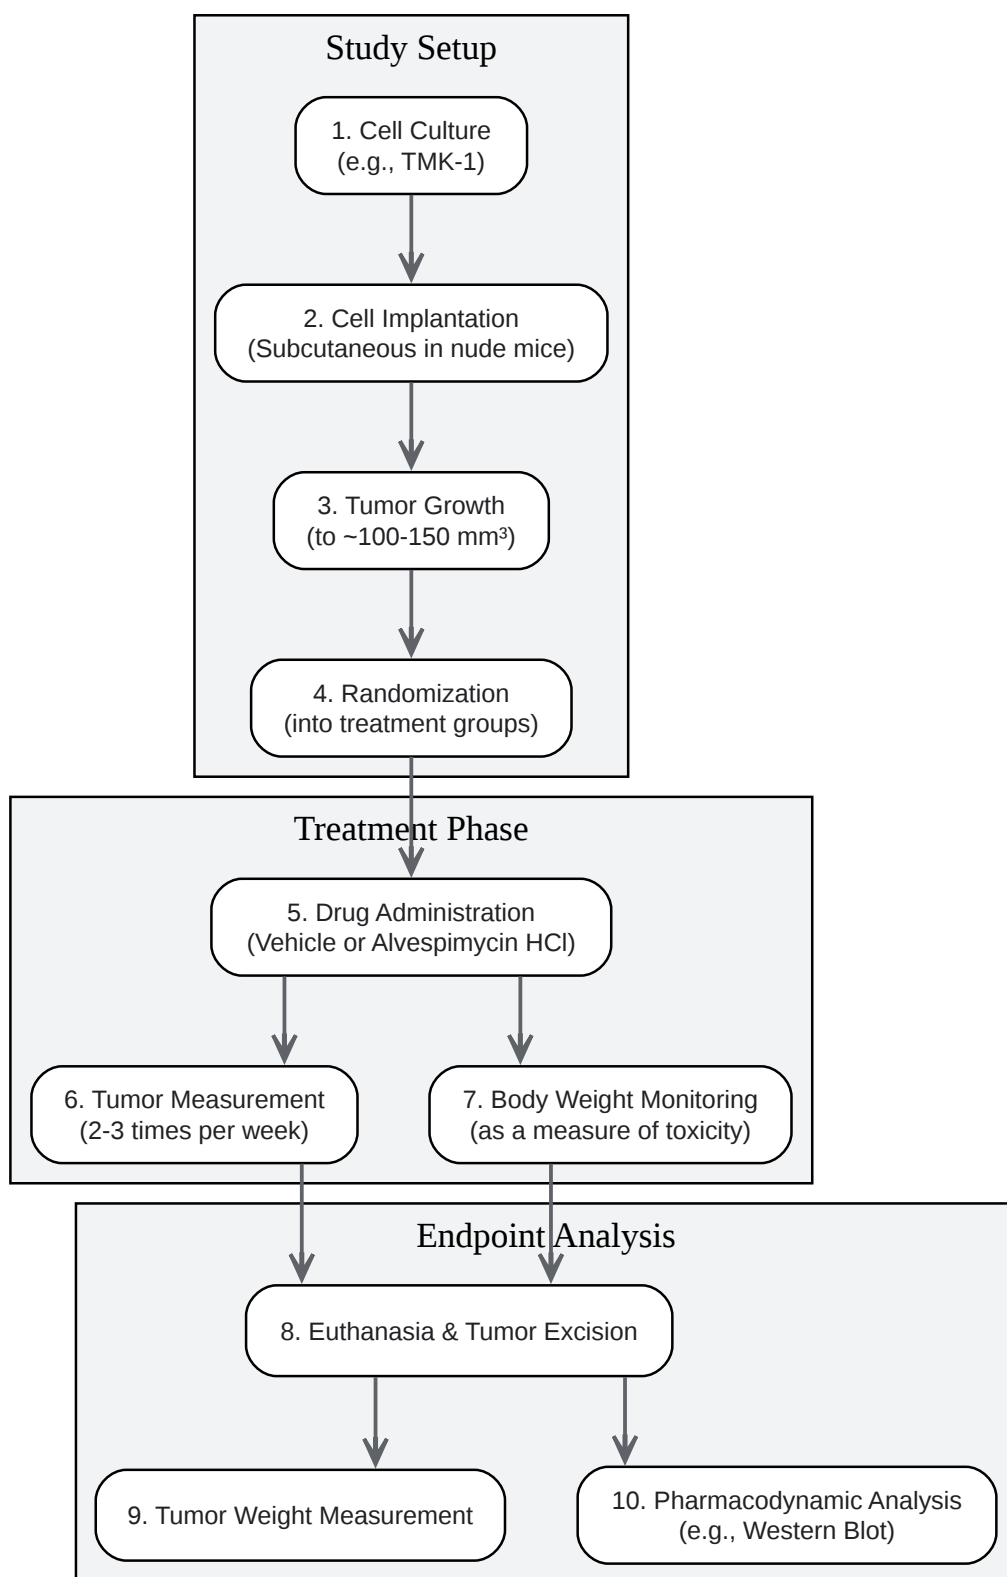 Study Setup
1. Cell Culture
(e.g., TMK-1)
2. Cell Implantation
(Subcutaneous in nude mice)
3. Tumor Growth
(to ~100-150 mm³)
4. Randomization
(into treatment groups)
Treatment Phase
5. Drug Administration
(Vehicle or Alvespimycin HCl)
6. Tumor Measurement
(2-3 times per week)
7. Body Weight Monitoring
(as a measure of toxicity)
Endpoint Analysis
8. Euthanasia & Tumor Excision
9. Tumor Weight Measurement
10. Pharmacodynamic Analysis
(e.g., Western Blot)